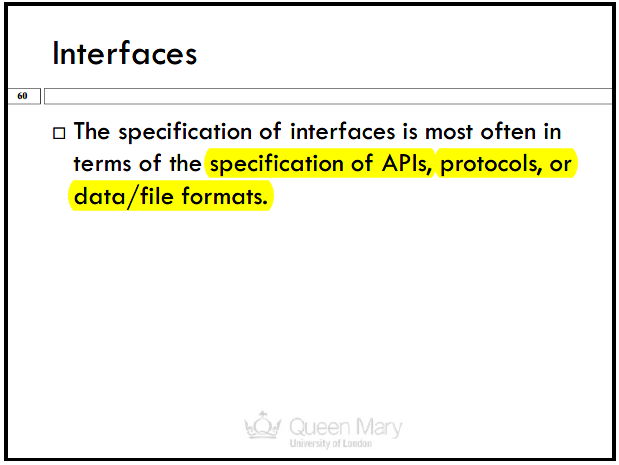 Interfaces
60
The specification of interfaces is most often in
terms of the specification of APIs, protocols, or
data/file formats.
Queen Mary
University of London